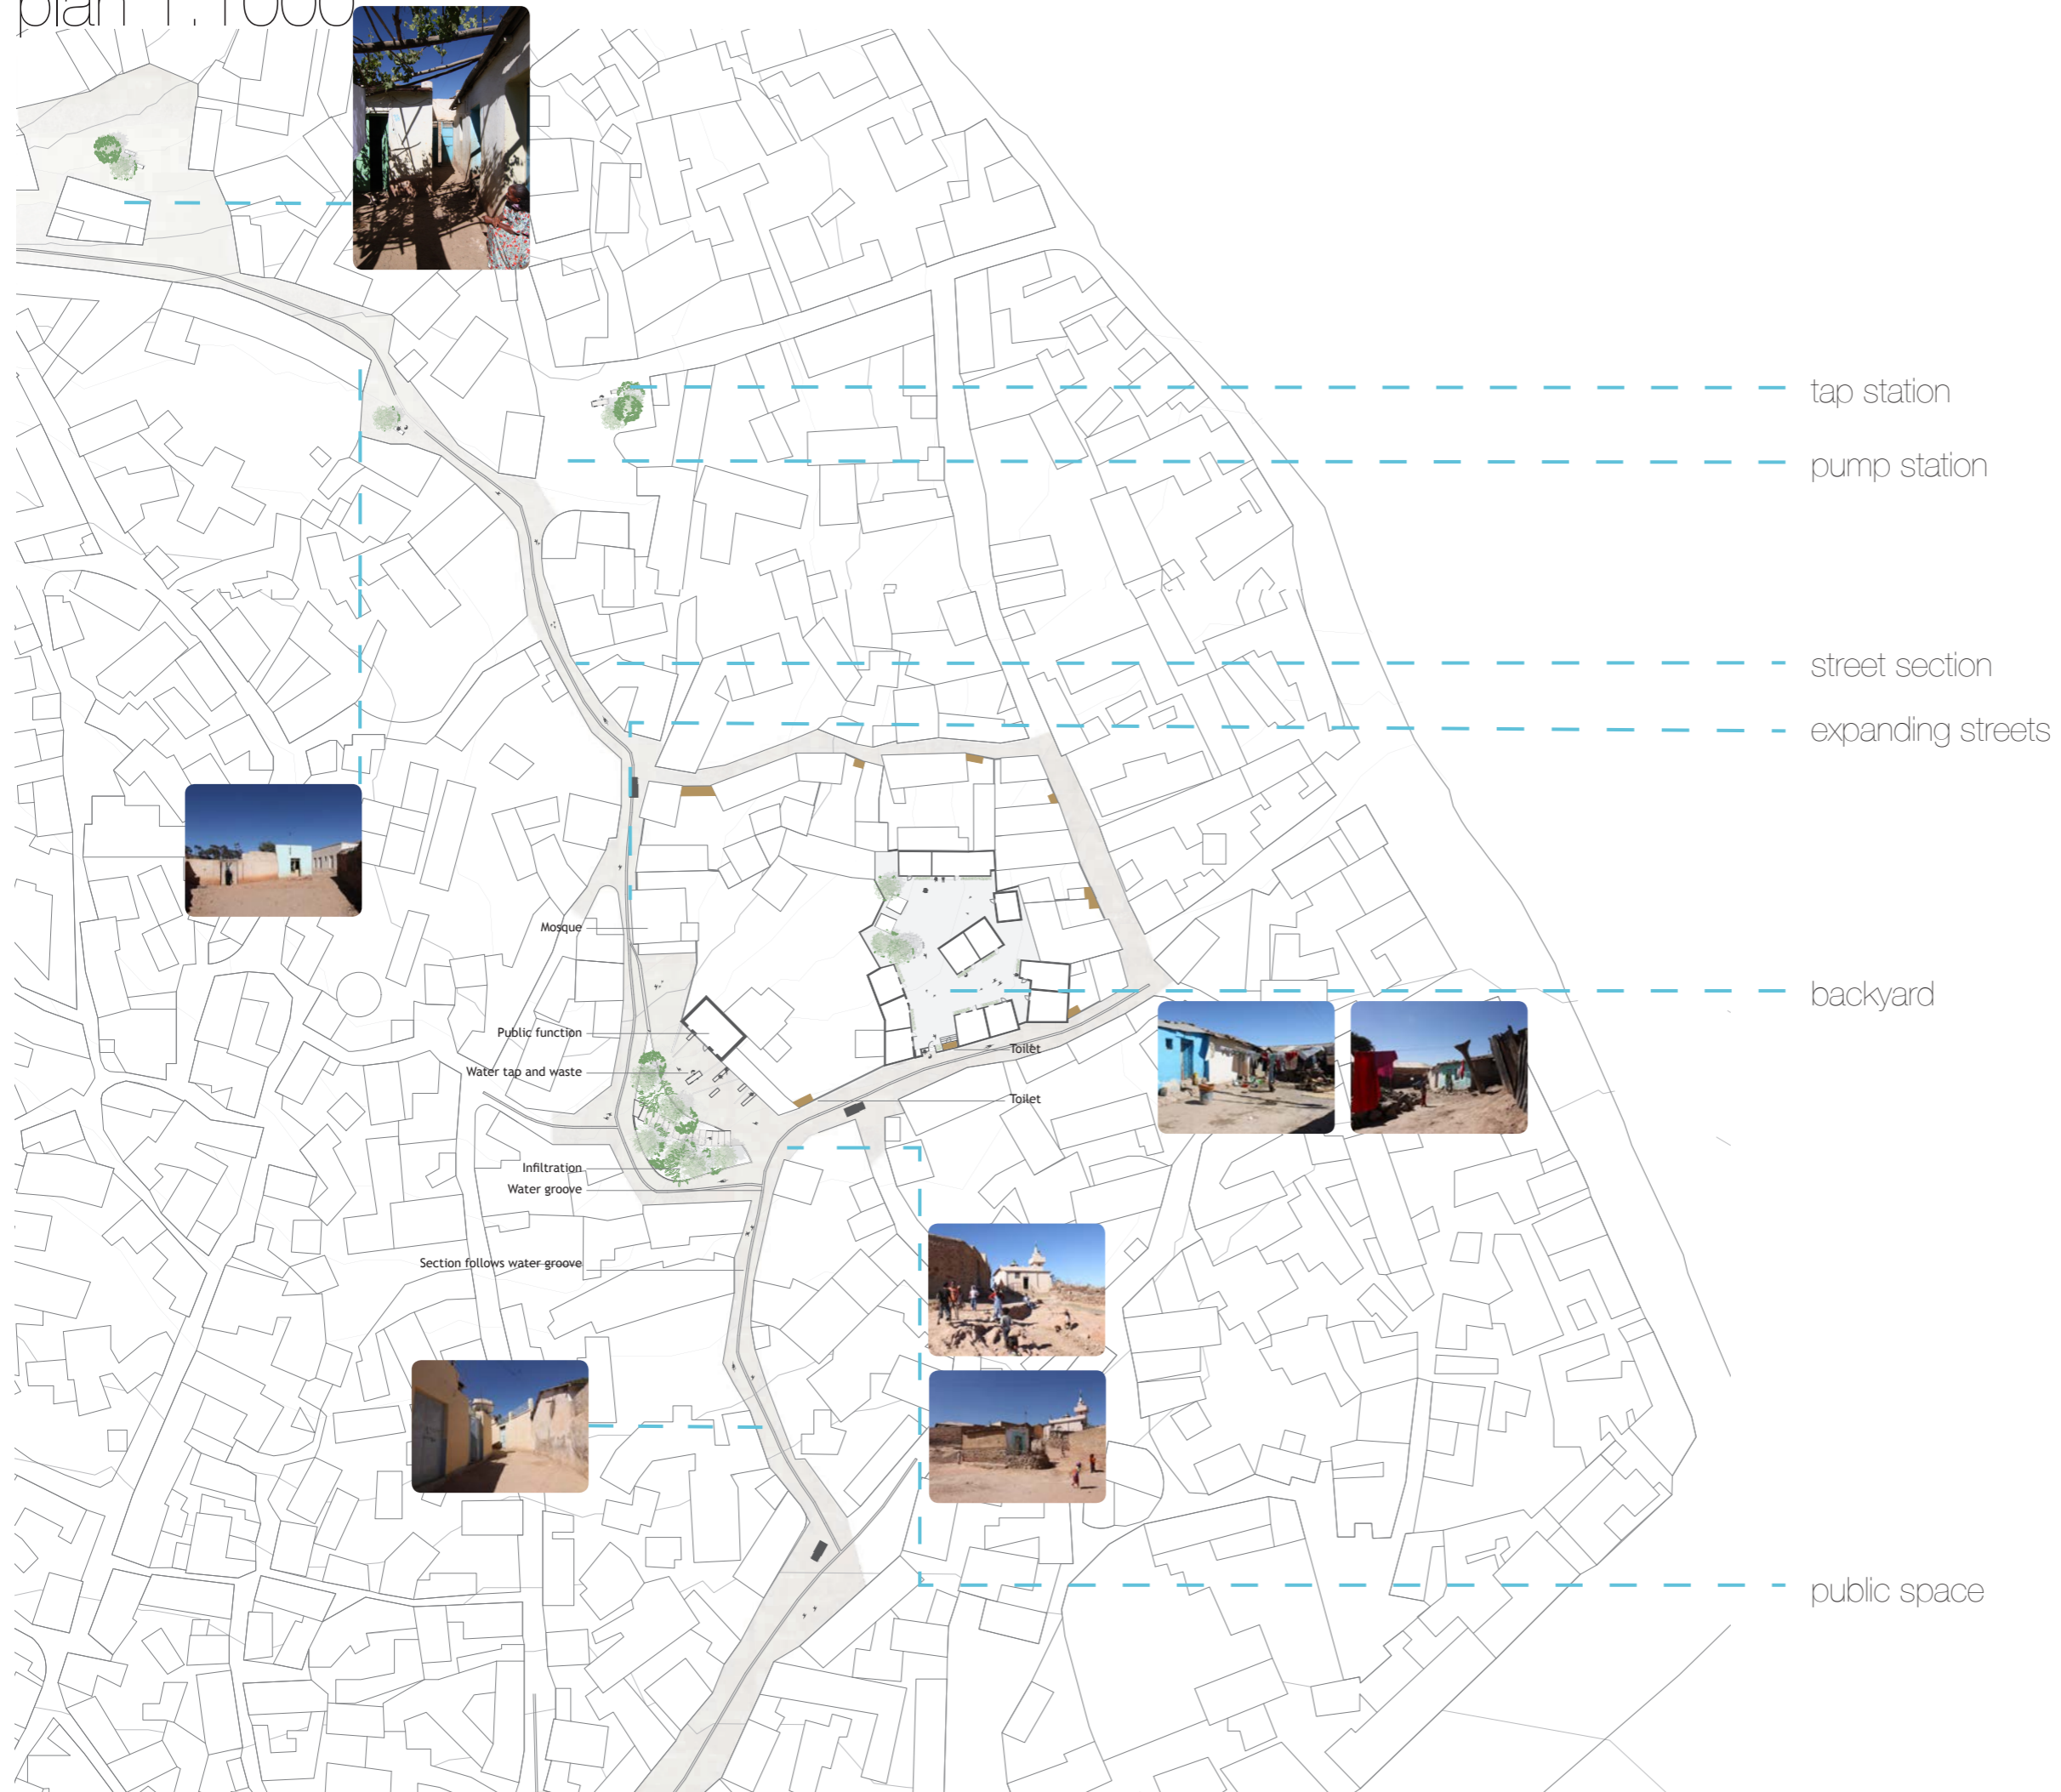 plan 1:1000
tap station
pump station
street section
expanding streets
Mosque
backyard
Public function
Toilet
Water tap and waste
Toilet
Infiltration
Water groove
Section follows water groove
public space